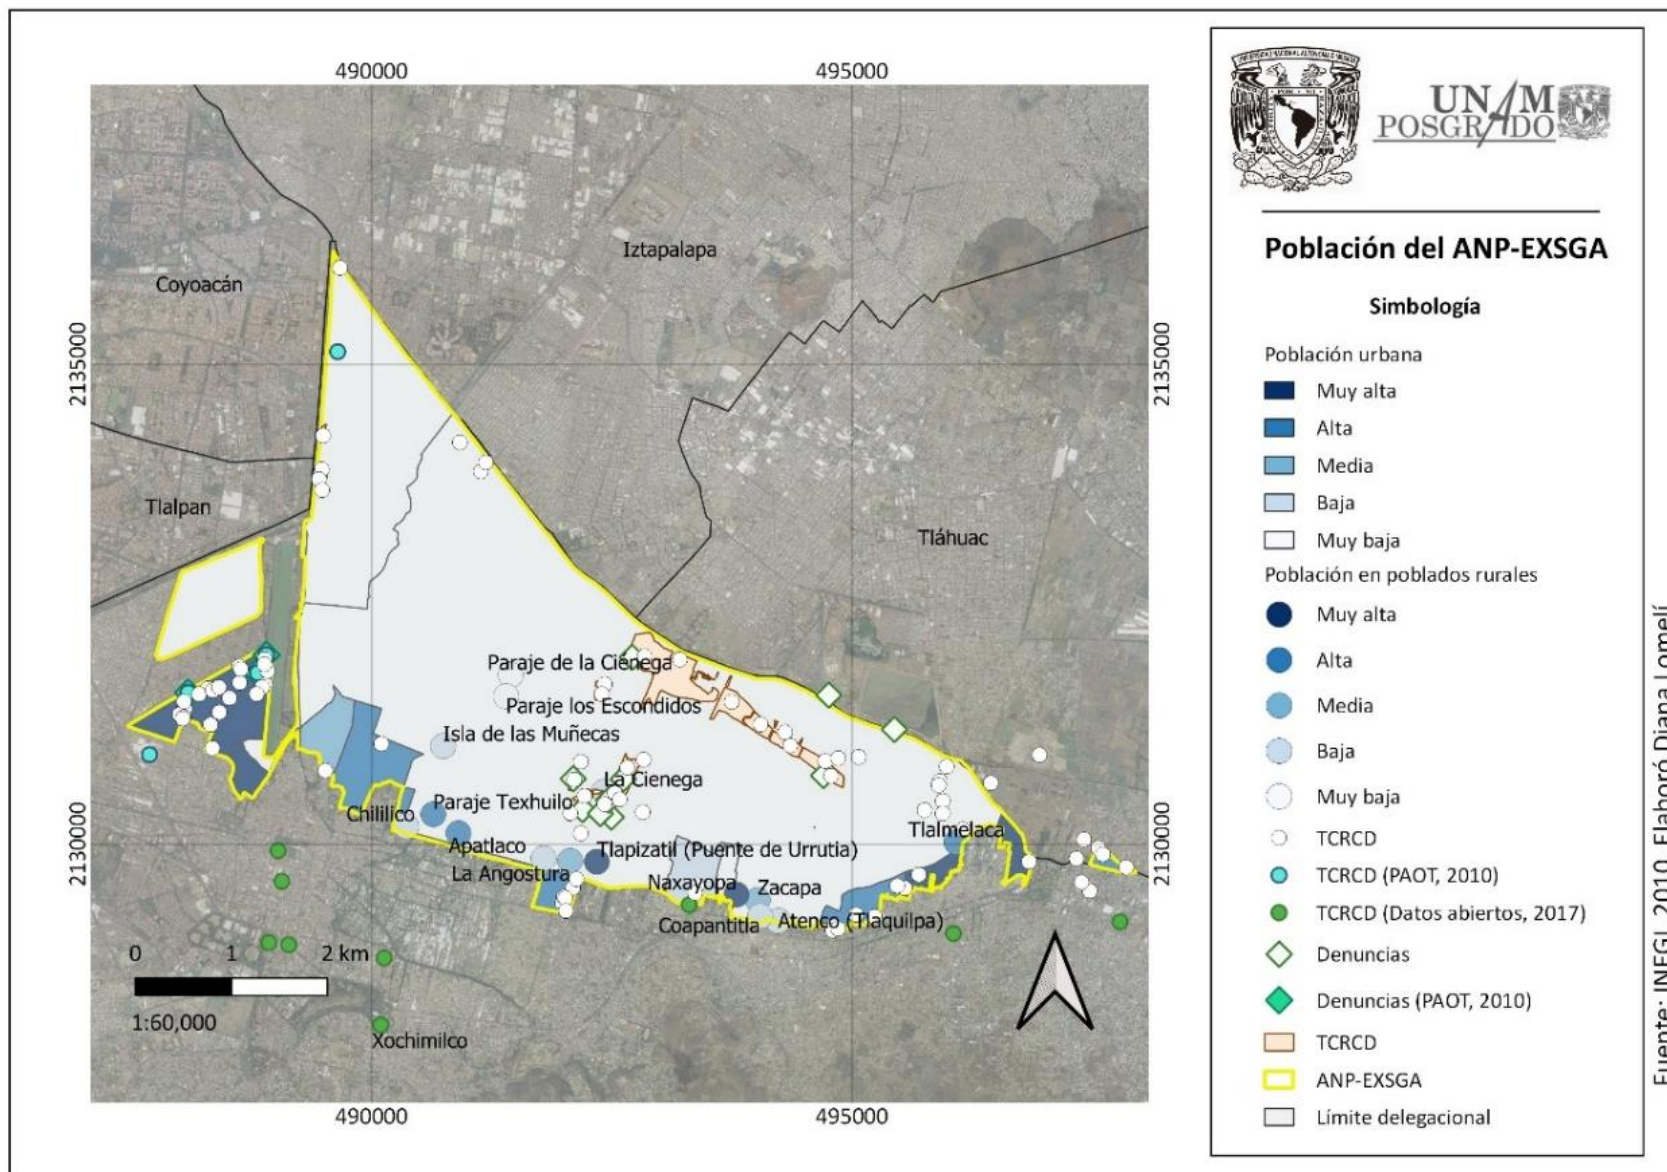 490000
495000
2135000
2135000
2130000
2130000
490000
495000
Coyoacán
Iztapalapa
Tlalpan
Tláhuac
Paraje de la Cienega
Paraje los Escondidos
Isla de las Muñecas
La Cienega
Paraje Texhuilo
Chililico
Tlalmelaca
Apatlaco
Tlapizatil (Puente de Urrutia)
La Angostura
Naxayopa
Zacapa
Coapantitla
Atenco (Tlaquilpa)
Xochimilco
0 1 2 km
1:60,000
UNAM
POSGRADO
Población del ANP-EXSGA
Simbología
Población urbana
Muy alta
Alta
Media
Baja
Muy baja
Población en poblados rurales
Muy alta
Alta
Media
Baja
Muy baja
TCRCD
TCRCD (PAOT, 2010)
TCRCD (Datos abiertos, 2017)
Denuncias
Denuncias (PAOT, 2010)
TCRCD
ANP-EXSGA
Límite delegacional
Fuente: INEGI, 2010. Elaboró Diana Lomelí